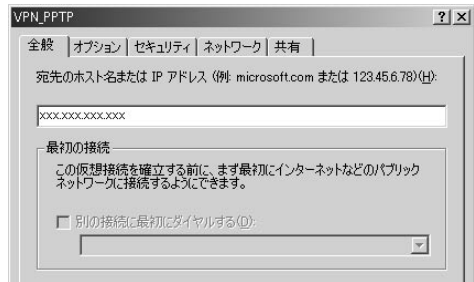 VPN_PPTP
全般 オプション セキュリティ ネットワーク 共有
宛先のホスト名または IP アドレス (例: microsoft.com または 123.45.6.78)(H):
xxx.xxx.xxx.xxx
最初の接続
この仮想接続を確立する前に、まず最初にインターネットなどのパブリック
ネットワークに接続するようにできます。
別の接続に最初にダイヤルする(D):